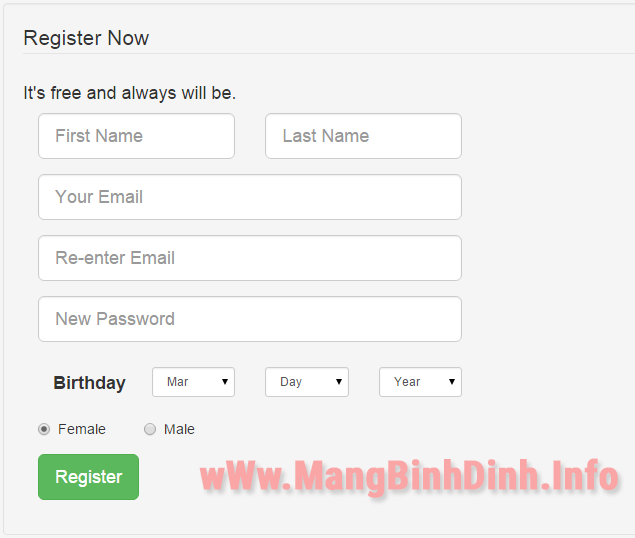 Register Now
It's free and always will be.
First Name Last Name
Your Email
Re-enter Email
New Password
Birthday Mar Day Year
Female Male
Register
wWw.MangBinhDinh.Info